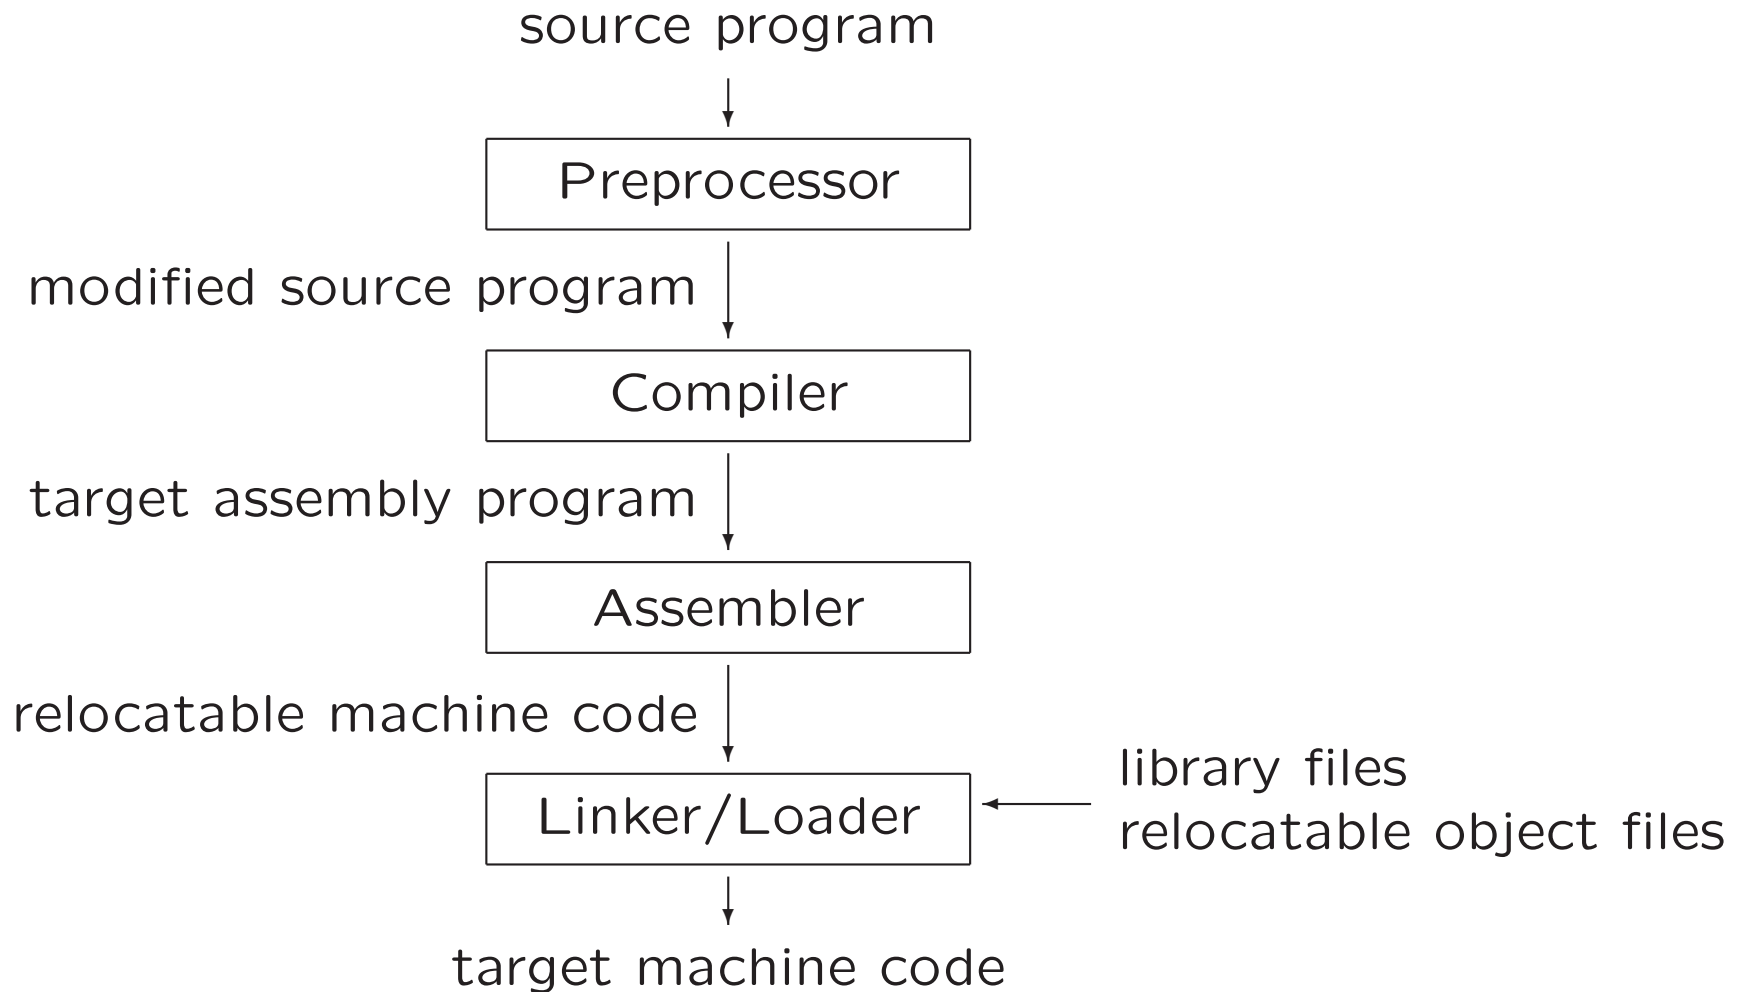 source program
Preprocessor
modified source program
Compiler
target assembly program
Assembler
relocatable machine code
Linker/Loader
library files
relocatable object files
target machine code